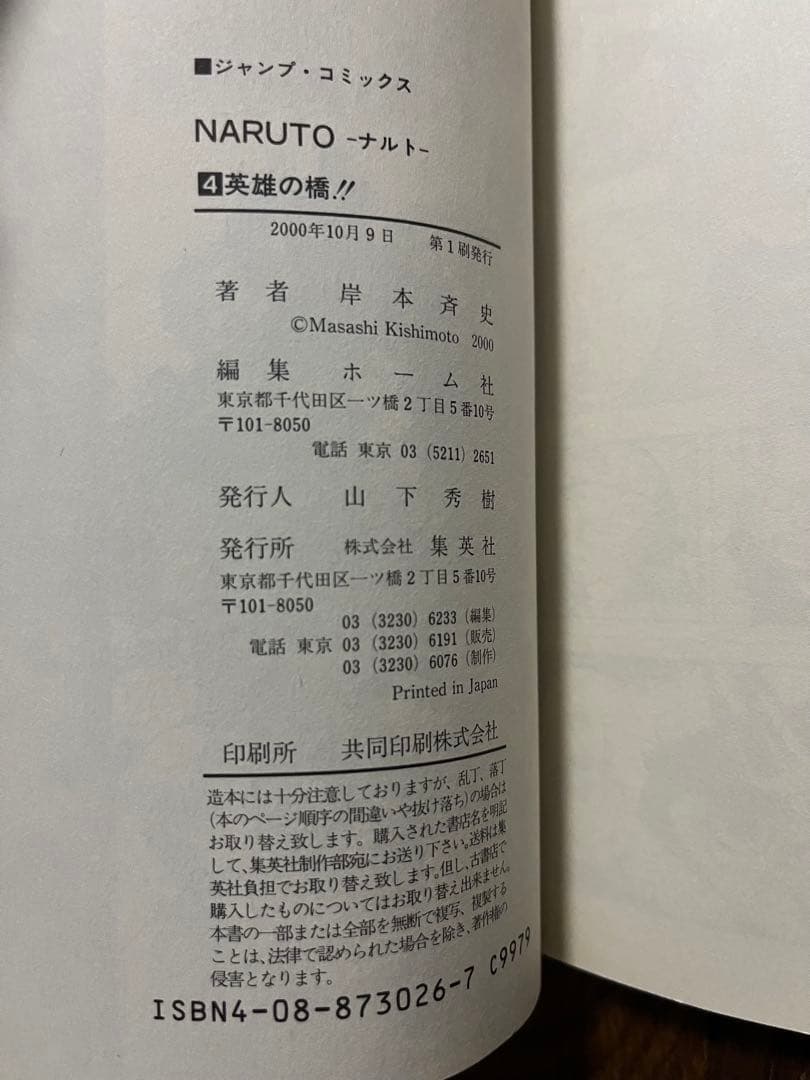 ■ジャンプ・コミックス
NARUTO -ナルト-
4英雄の橋!!
2000年10月9日 第1刷発行
著者 岸本斉史
©Masashi Kishimoto 2000
編集 ホーム社
東京都千代田区一ツ橋2丁目5番10号
〒101-8050
電話 東京 03 (5211) 2651
発行人 山下秀樹
発行所 株式会社 集英社
東京都千代田区一ツ橋2丁目5番10号
〒101-8050
03 (3230) 6233 (編集)
電話 東京 03 (3230) 6191 (販売)
03 (3230) 6076 (制作)
Printed in Japan
印刷所 共同印刷株式会社
造本には十分注意しておりますが、乱丁、落丁
(本のページ順序の間違いや抜け落ち)の場合は
お取り替え致します。購入された書店名を明記
して、集英社制作部宛にお送り下さい。送料は集
英社負担でお取り替え致します。但し、古書店で
購入したものについてはお取り替え出来ません。
本書の一部または全部を無断で複写、複製する
ことは、法律で認められた場合を除き、著作権の
侵害となります。
ISBN4-08-873026-7 C9979